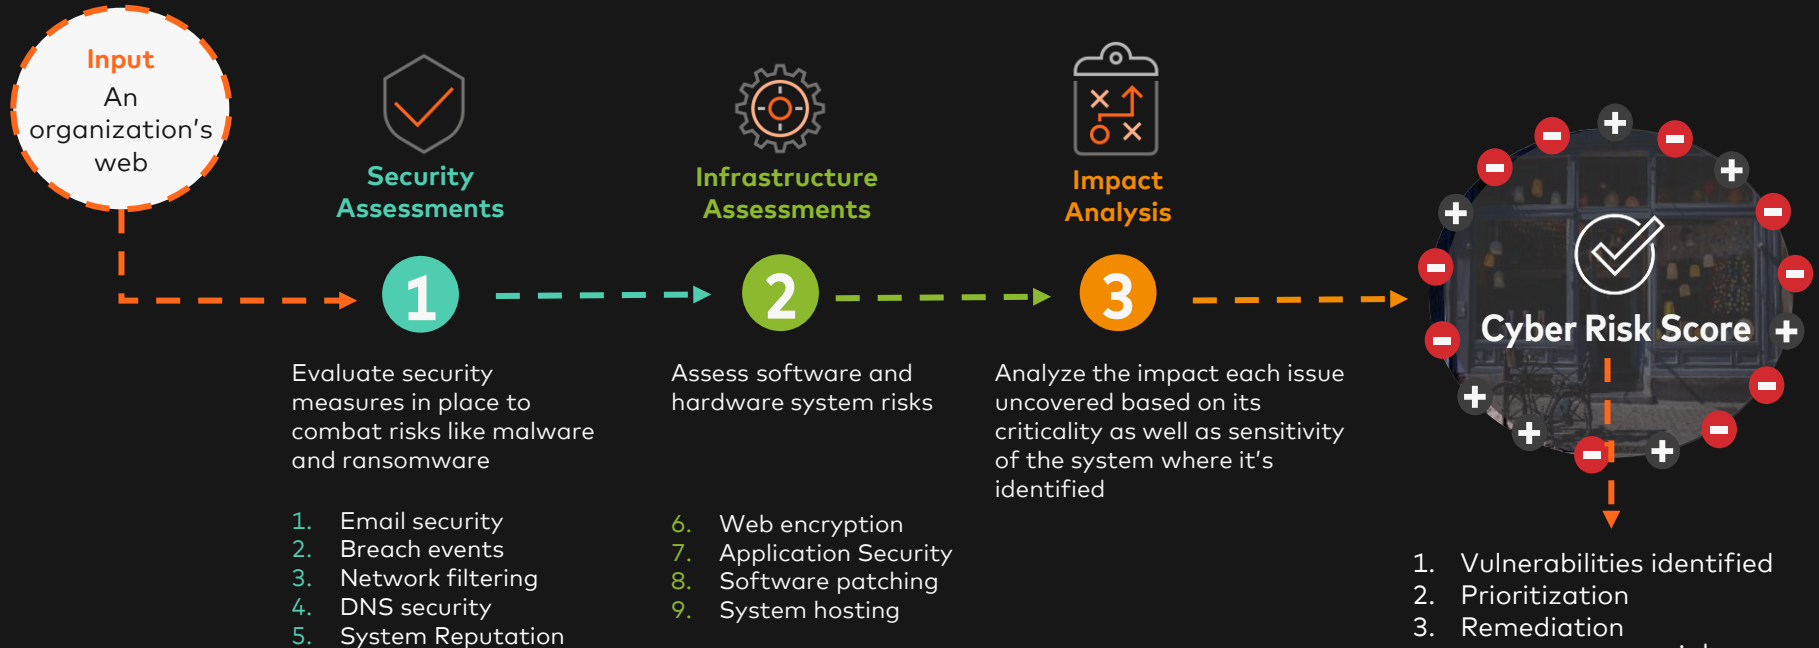 Input
An
organization's
web
Security
Assessments
1
Evaluate security
measures in place to
combat risks like malware
and ransomware
1. Email security
2. Breach events
3. Network filtering
4. DNS security
5. System Reputation
Infrastructure
Assessments
2
Assess software and
hardware system risks
6. Web encryption
7. Application Security
8. Software patching
9. System hosting
Impact
Analysis
3
Analyze the impact each issue
uncovered based on its
criticality as well as sensitivity
of the system where it's
identified
Cyber Risk Score
1. Vulnerabilities identified
2. Prioritization
3. Remediation